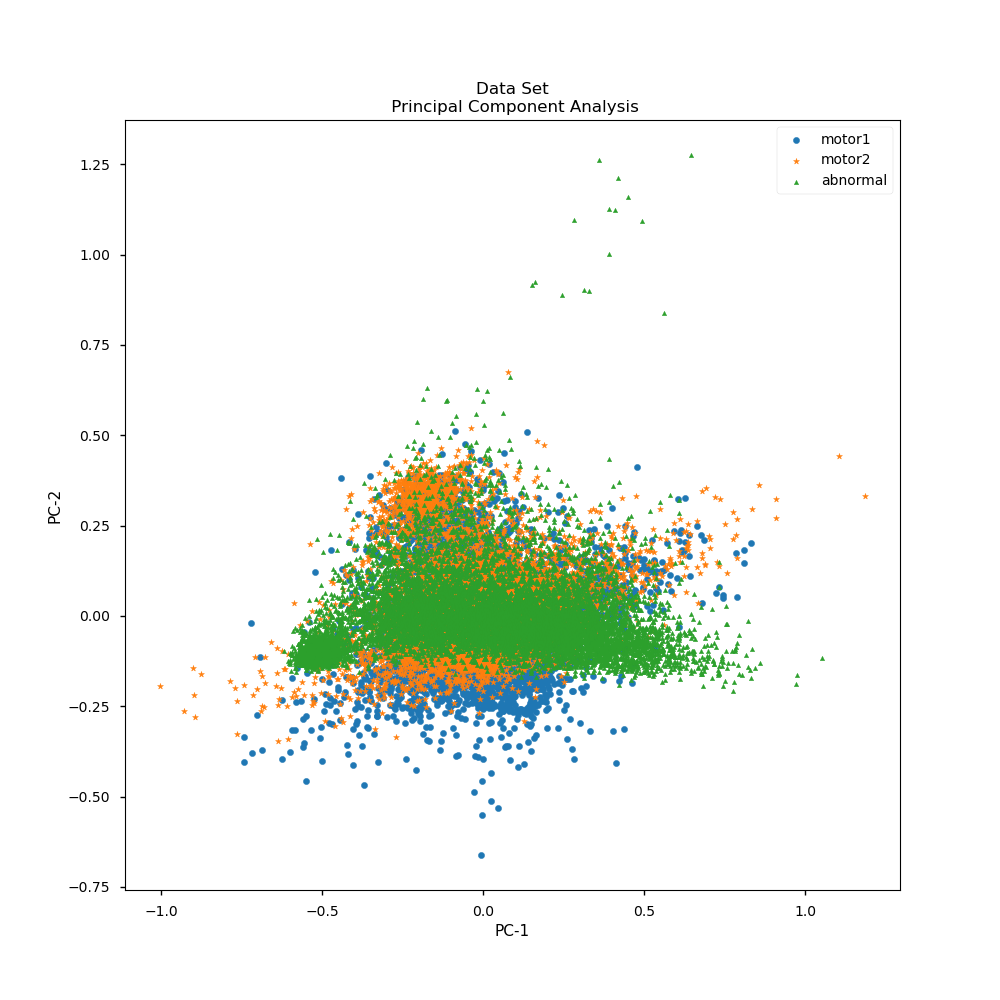 Data Set
Principal Component Analysis
motor1
motor2
abnormal
1.25
1.00
0.75
0.50
0.25
0.00
−0.25
−0.50
−0.75
PC-2
−1.0
−0.5
0.0
0.5
1.0
PC-1